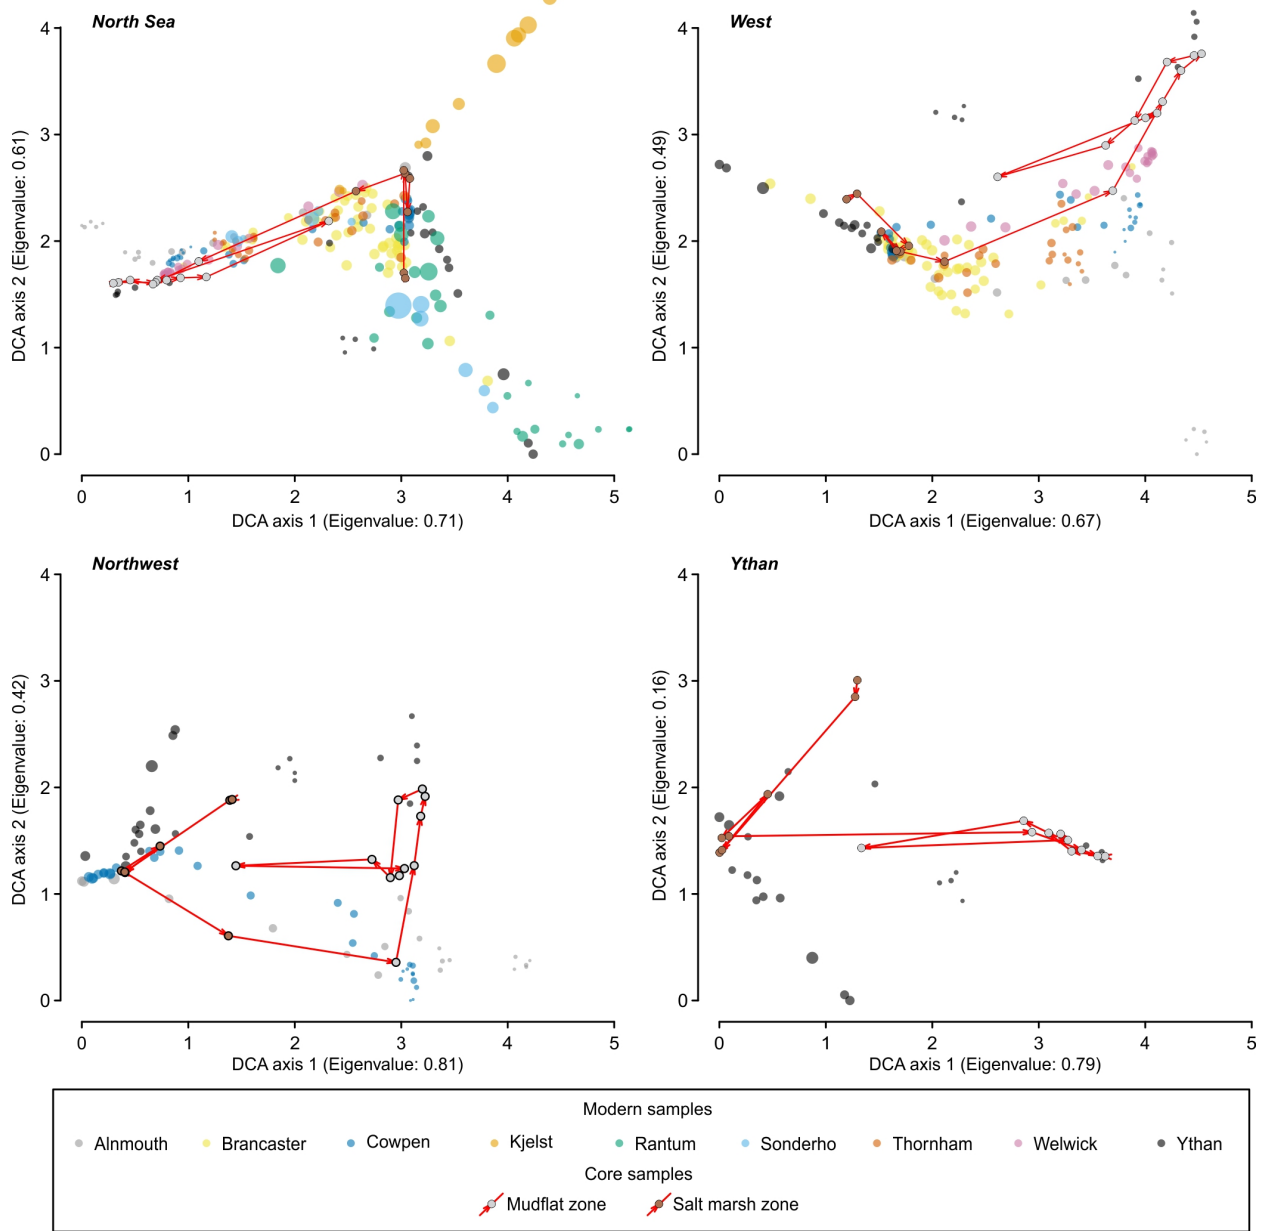 North Sea
4
3
2
1
0
DCA axis 2 (Eigenvalue: 0.61)
0 1 2 3 4 5
DCA axis 1 (Eigenvalue: 0.71)
West
4
3
2
1
0
DCA axis 2 (Eigenvalue: 0.49)
0 1 2 3 4 5
DCA axis 1 (Eigenvalue: 0.67)
Northwest
4
3
2
1
0
DCA axis 2 (Eigenvalue: 0.42)
0 1 2 3 4 5
DCA axis 1 (Eigenvalue: 0.81)
Ythan
4
3
2
1
0
DCA axis 2 (Eigenvalue: 0.16)
0 1 2 3 4 5
DCA axis 1 (Eigenvalue: 0.79)
Modern samples
Alnmouth Brancaster Cowpen Kjelst Rantum Sonderho Thornham Welwick Ythan
Core samples
Mudflat zone Salt marsh zone